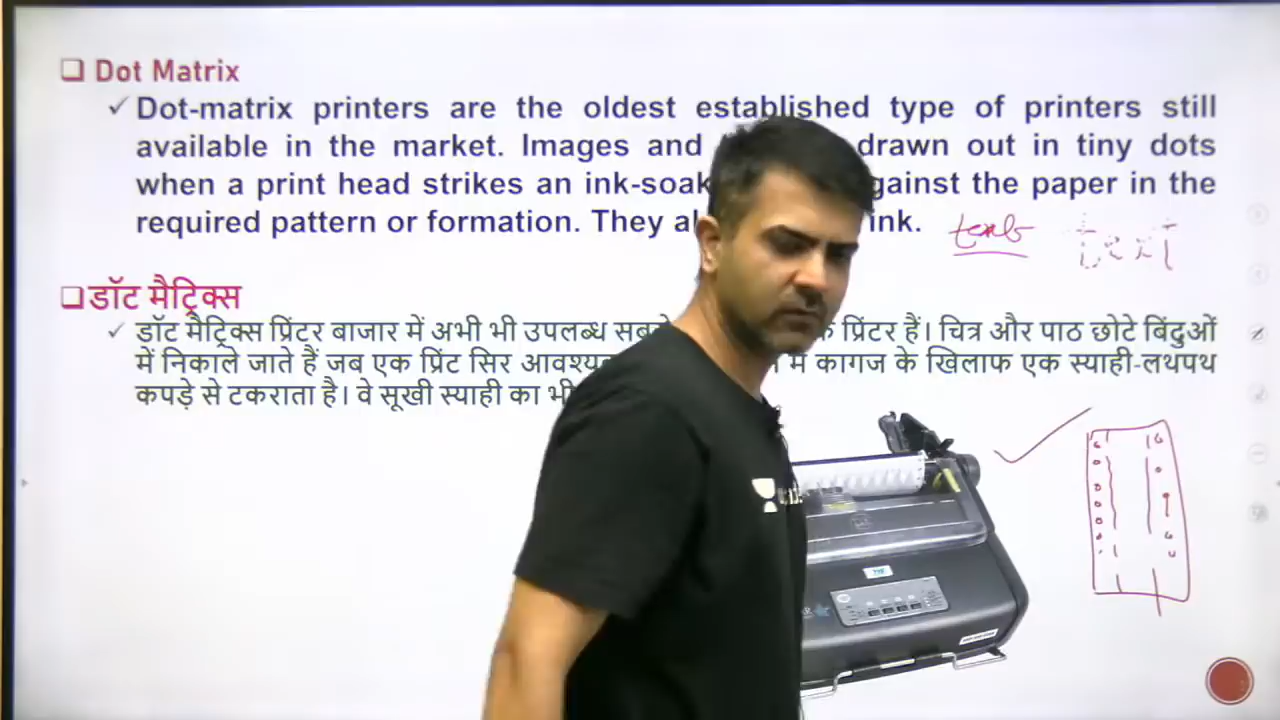 Dot Matrix
Dot-matrix printers are the oldest established type of printers still
available in the market. Images and drawn out in tiny dots
when a print head strikes an ink-soak gainst the paper in the
required pattern or formation. They al ink.
text
डॉट मैट्रिक्स
डॉट मैट्रिक्स प्रिंटर बाजार में अभी भी उपलब्ध सबसे प्रिंटर हैं। चित्र और पाठ छोटे बिंदुओं
में निकाले जाते हैं जब एक प्रिंट सिर आवश्यक में कागज के खिलाफ एक स्याही-लथपथ
कपड़े से टकराता है। वे सूखी स्याही का भी